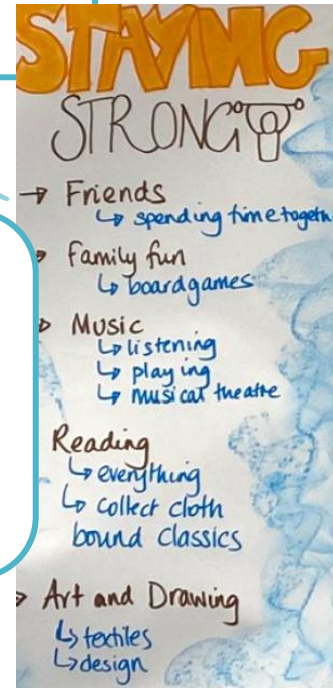 STAYING
STRONG
→ Friends
↳ spending time togeth
→ Family fun
↳ boardgames
→ Music
↳ listening
↳ playing
↳ musical theatre
Reading
↳ everything
↳ collect cloth
bound classics
→ Art and Drawing
↳ textiles
↳ design